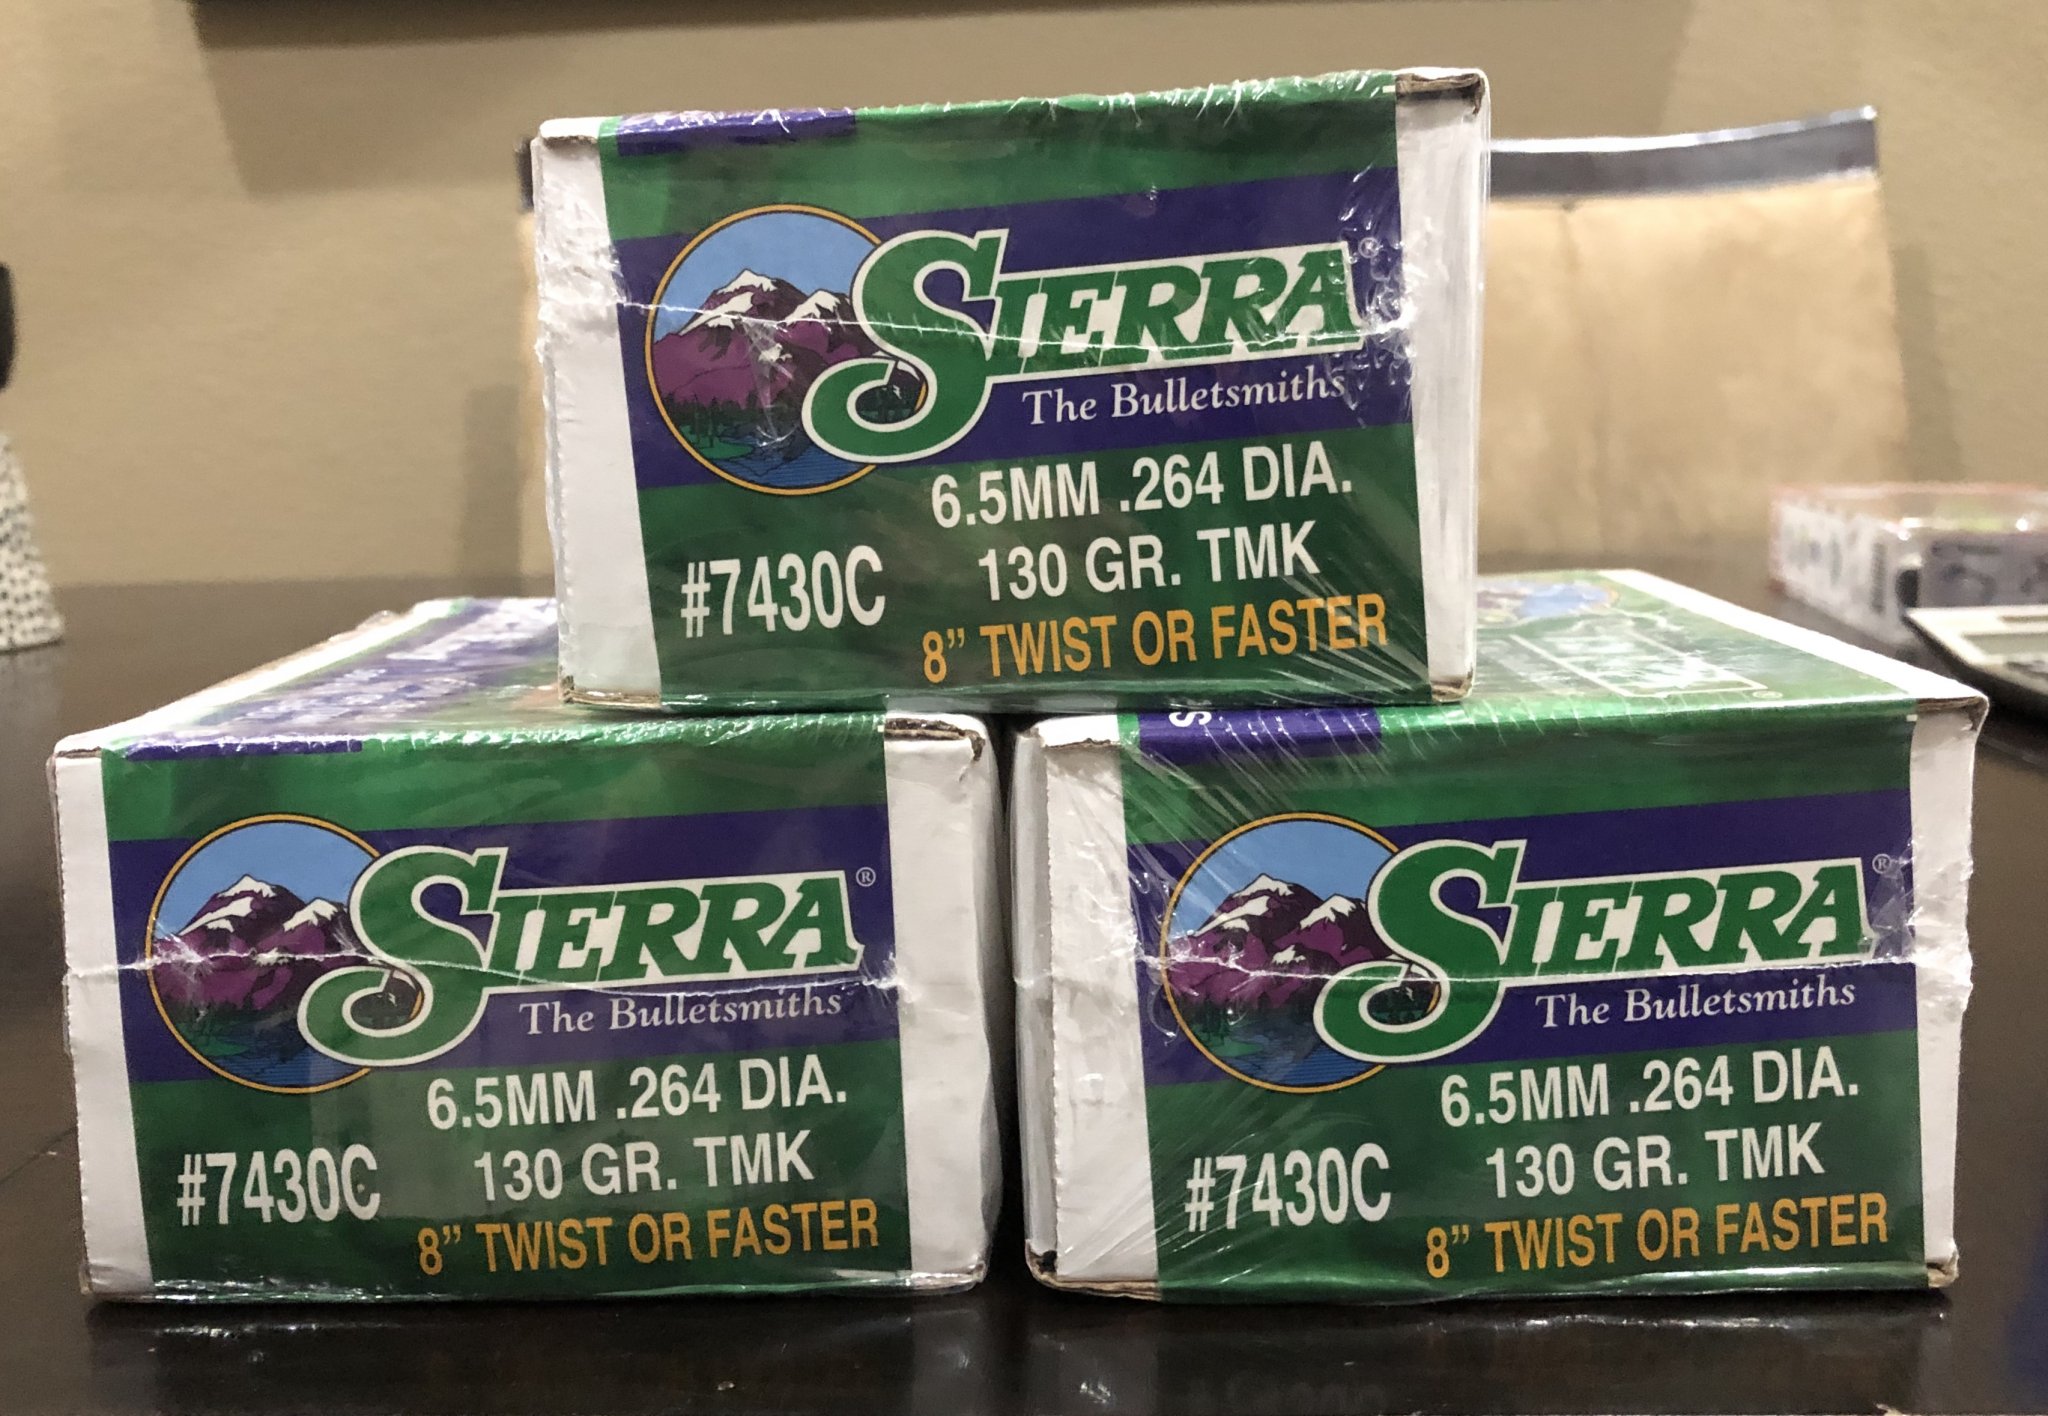 SIERRA®
The Bulletsmiths
6.5MM .264 DIA.
130 GR. TMK
#7430C
8” TWIST OR FASTER
SIERRA®
The Bulletsmiths
6.5MM .264 DIA.
130 GR. TMK
#7430C
8” TWIST OR FASTER
S
SIERRA®
The Bulletsmiths
6.5MM .264 DIA.
130 GR. TMK
#7430C
8” TWIST OR FASTER